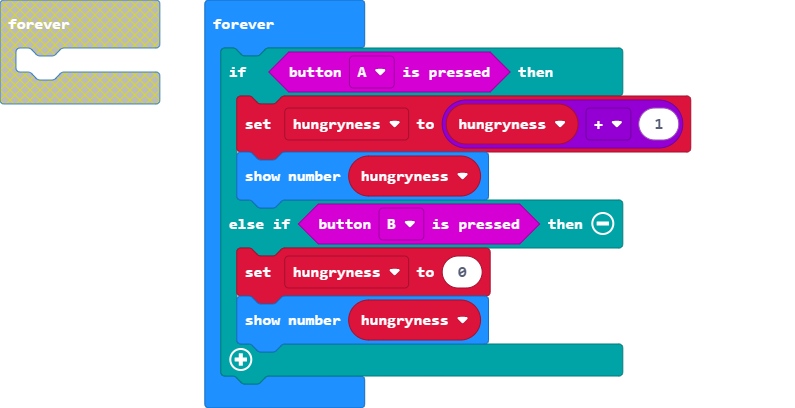 forever
forever
if button A is pressed then
set hungryness to hungryness + 1
show number hungryness
else if button B is pressed then
set hungryness to 0
show number hungryness